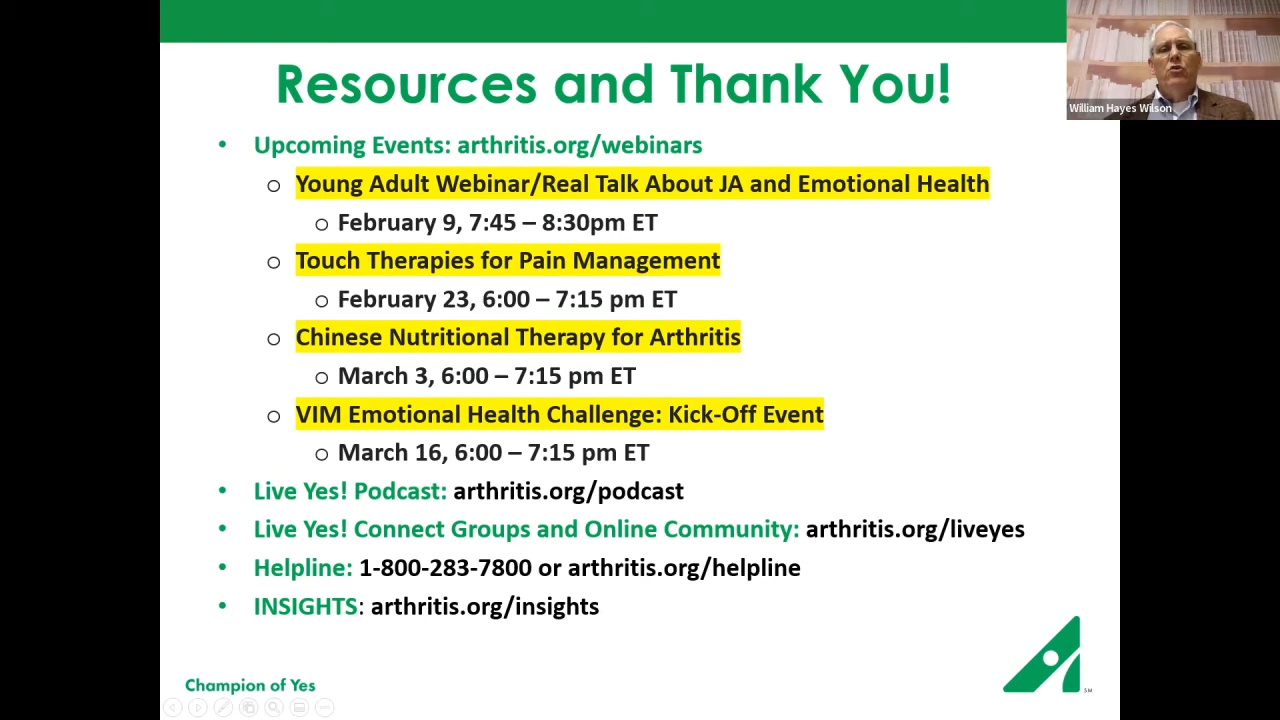 Resources and Thank You!
William Hayes Wilson
• Upcoming Events: arthritis.org/webinars
o Young Adult Webinar/Real Talk About JA and Emotional Health
o February 9, 7:45 – 8:30pm ET
o Touch Therapies for Pain Management
o February 23, 6:00 – 7:15 pm ET
o Chinese Nutritional Therapy for Arthritis
o March 3, 6:00 – 7:15 pm ET
o VIM Emotional Health Challenge: Kick-Off Event
o March 16, 6:00 – 7:15 pm ET
• Live Yes! Podcast: arthritis.org/podcast
• Live Yes! Connect Groups and Online Community: arthritis.org/liveyes
• Helpline: 1-800-283-7800 or arthritis.org/helpline
• INSIGHTS: arthritis.org/insights
Champion of Yes
SM